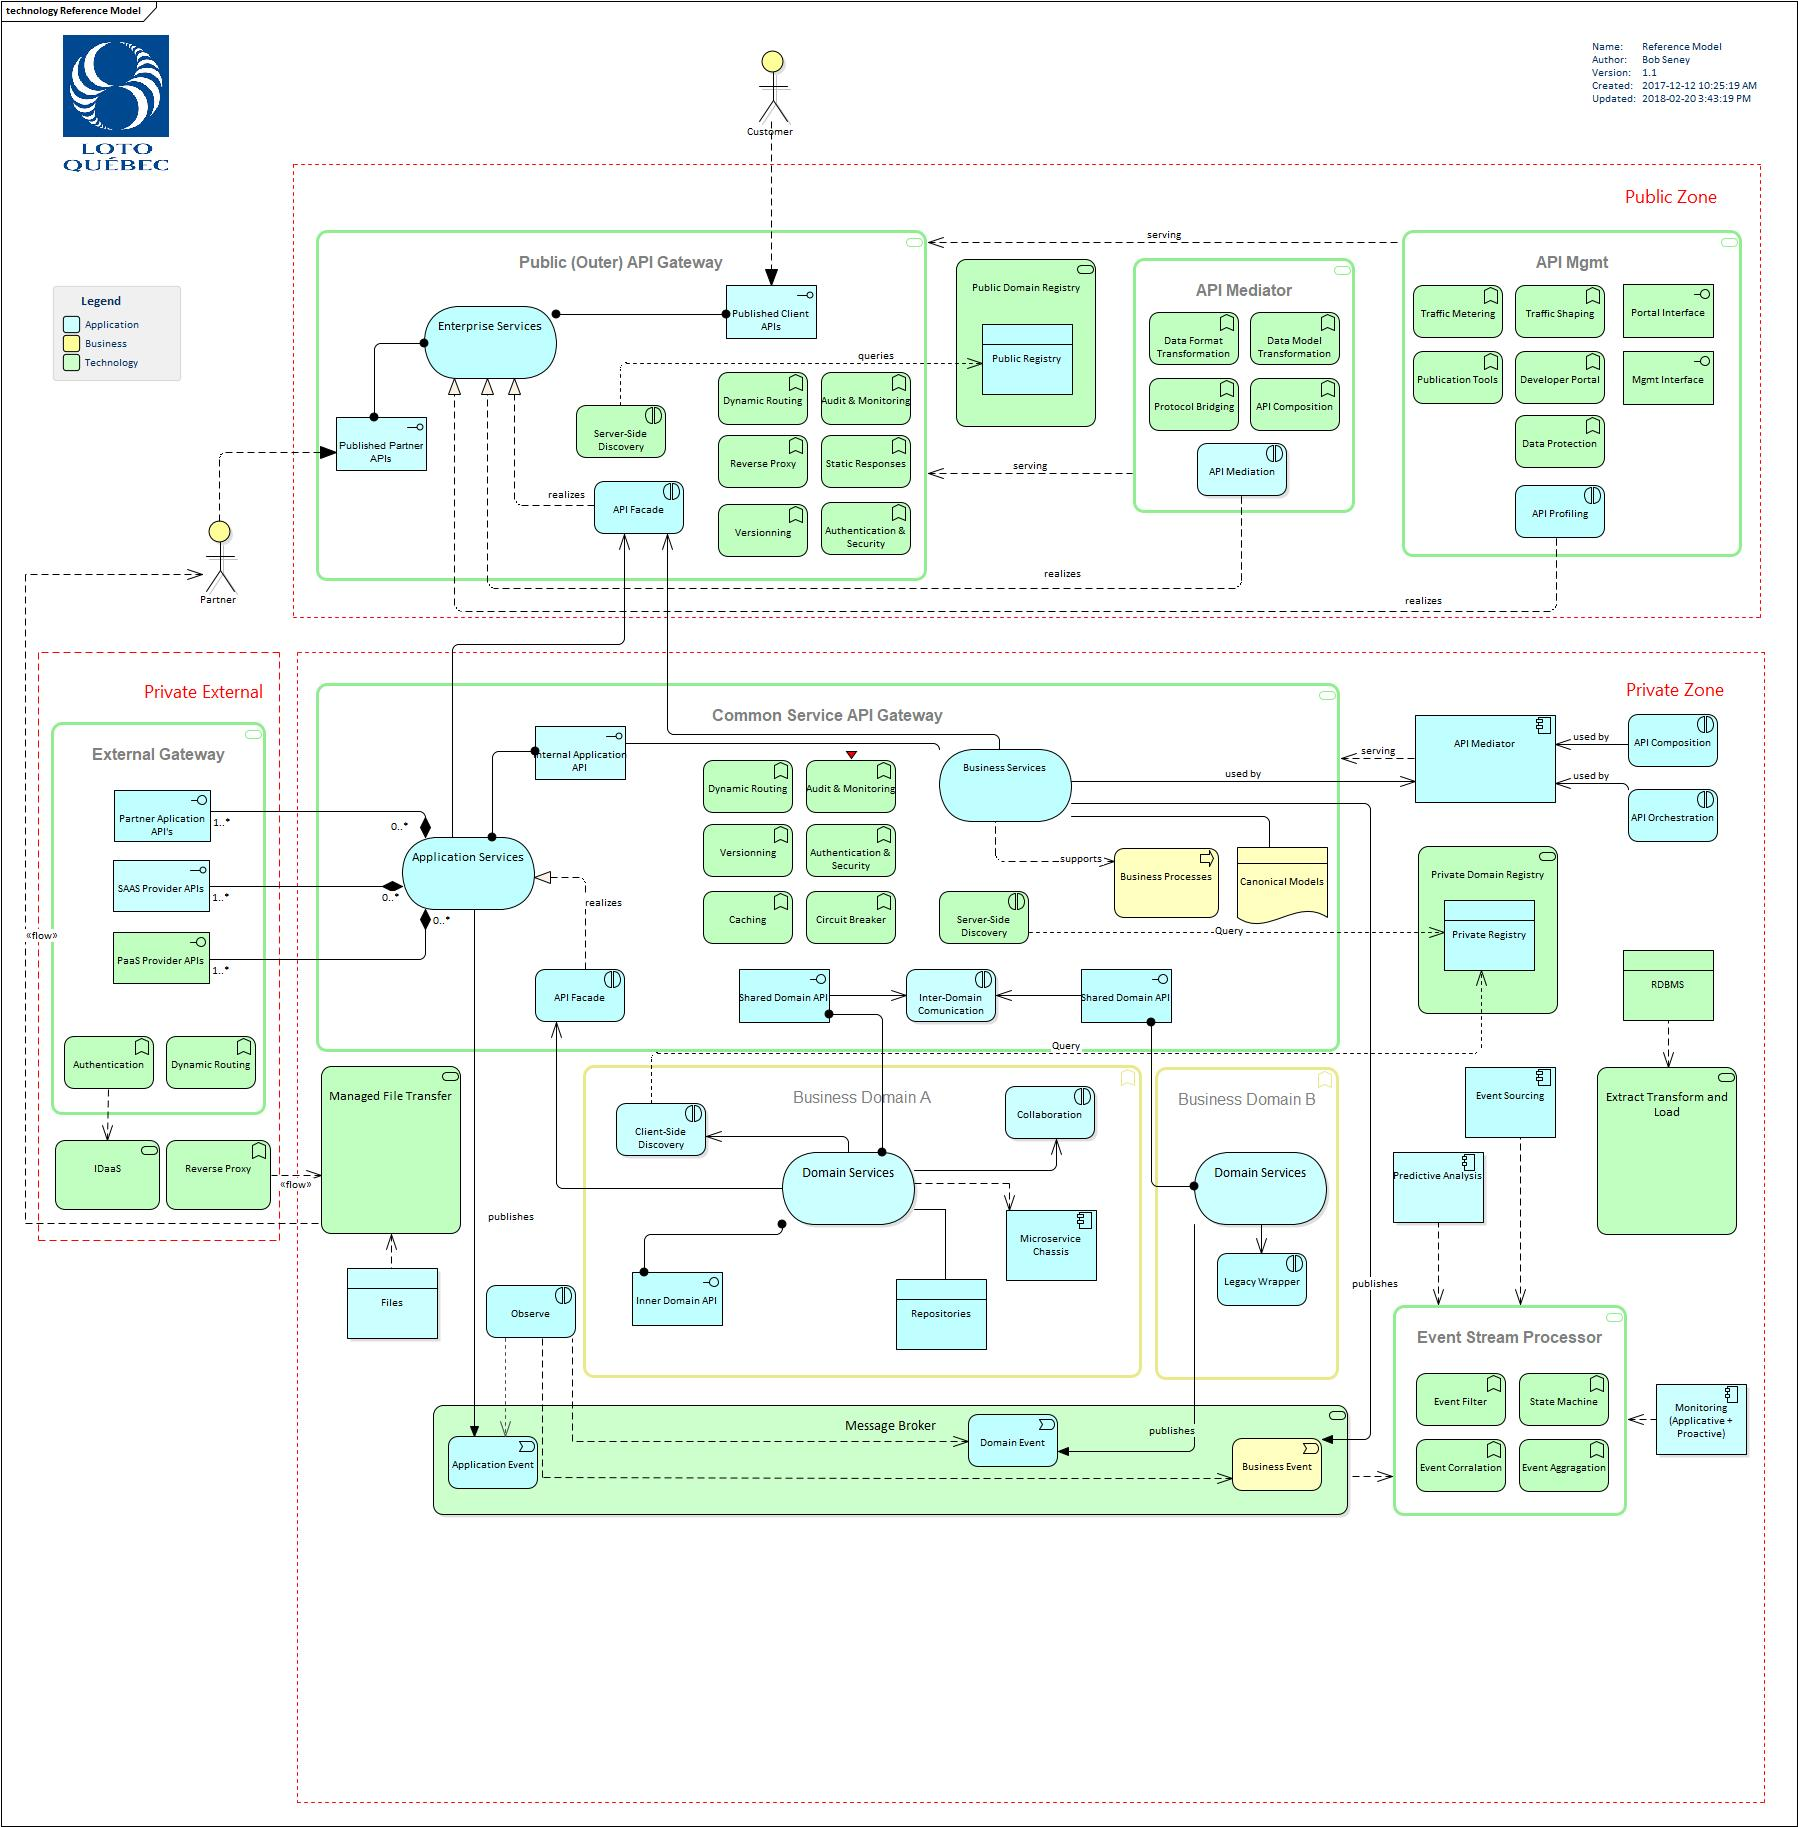 technology Reference Model
LOTO
QUÉBEC
Name: Reference Model
Author: Bob Seney
Version: 1.1
Created: 2017-12-12 10:25:19 AM
Updated: 2018-02-20 3:43:19 PM
Customer
Public Zone
Legend
Application
Business
Technology
Public (Outer) API Gateway
Enterprise Services
Published Client
APIs
Published Partner
APIs
Server-Side
Discovery
API Facade
realizes
Dynamic Routing
Audit & Monitoring
Reverse Proxy
Static Responses
Versionning
Authentication &
Security
queries
serving
Public Domain Registry
Public Registry
serving
API Mediator
Data Format
Transformation
Data Model
Transformation
Protocol Bridging
API Composition
API Mediation
realizes
API Mgmt
Traffic Metering
Traffic Shaping
Portal Interface
Publication Tools
Developer Portal
Mgmt Interface
Data Protection
API Profiling
realizes
Partner
Private External
External Gateway
Partner Aplication
API's
1..*
SAAS Provider APIs
1..*
PaaS Provider APIs
1..*
0..*
0..*
0..*
«flow»
Authentication
Dynamic Routing
IDaaS
Reverse Proxy
«flow»
Private Zone
Common Service API Gateway
Internal Application
API
Application Services
realizes
API Facade
Dynamic Routing
Audit & Monitoring
Versionning
Authentication &
Security
Caching
Circuit Breaker
Business Services
used by
supports
Business Processes
Canonical Models
Server-Side
Discovery
Query
Shared Domain API
Inter-Domain
Comunication
Shared Domain API
Query
serving
API Mediator
used by
API Composition
used by
API Orchestration
Private Domain Registry
Private Registry
RDBMS
Extract Transform and
Load
Event Sourcing
Predictive Analysis
Managed File Transfer
Files
publishes
Observe
Business Domain A
Client-Side
Discovery
Collaboration
Domain Services
Microservice
Chassis
Inner Domain API
Repositories
Business Domain B
Domain Services
Legacy Wrapper
publishes
Message Broker
Application Event
Domain Event
publishes
Business Event
Event Stream Processor
Event Filter
State Machine
Event Corralation
Event Aggragation
Monitoring
(Applicative +
Proactive)